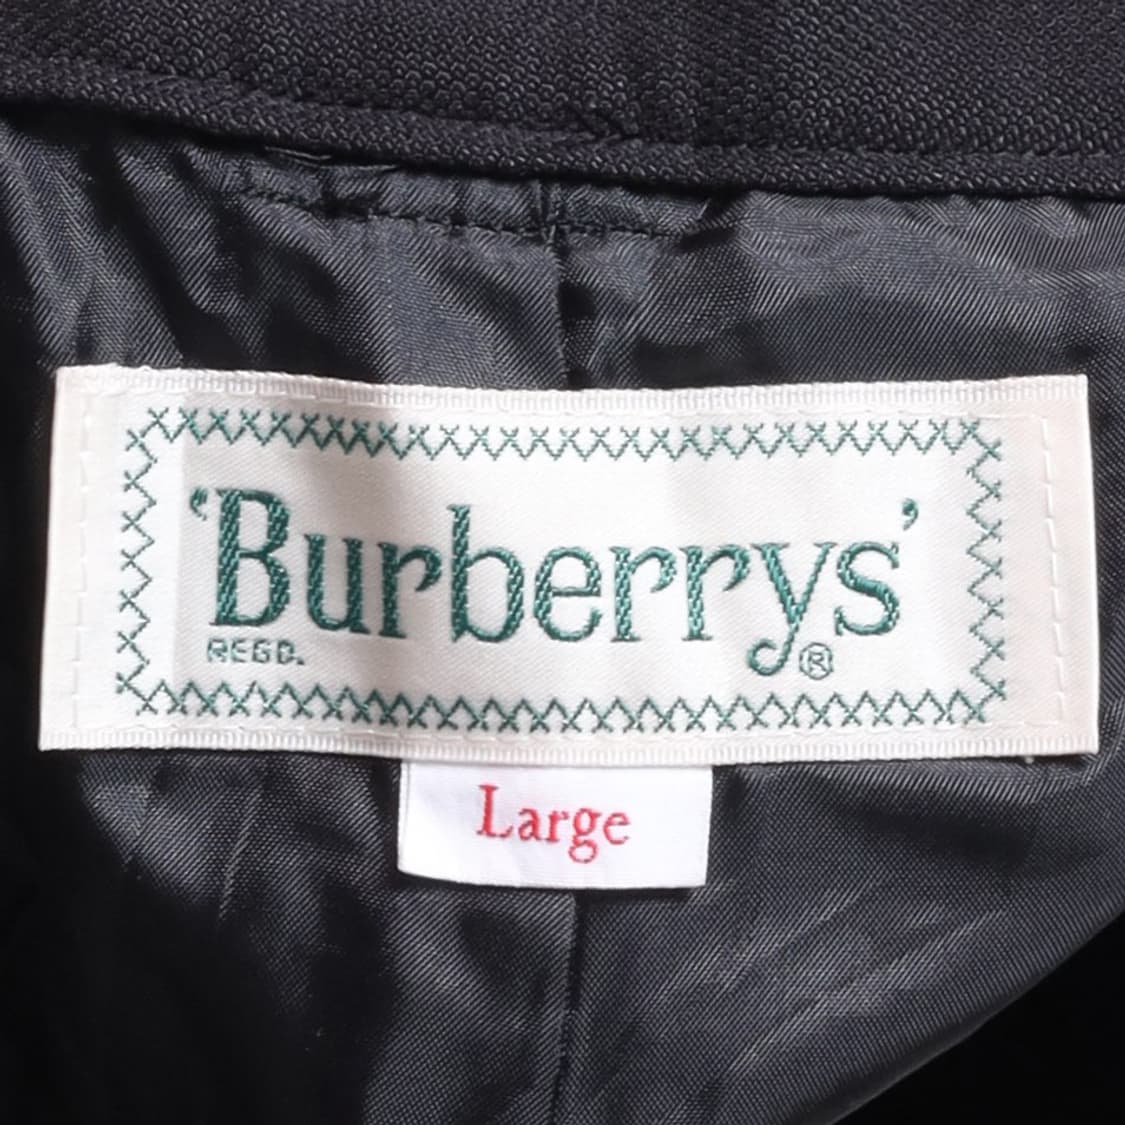 ‘Burberrys’
REGD. ®
Large